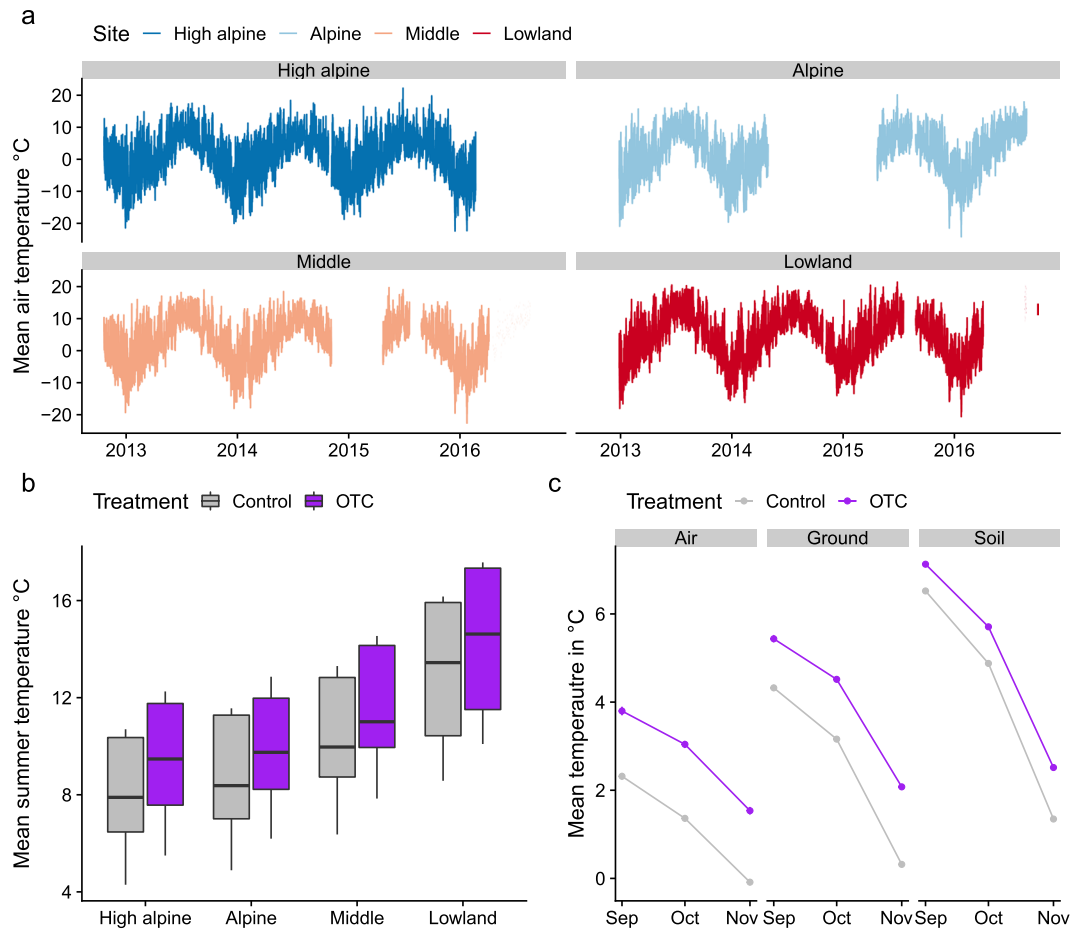 a
Site High alpine Alpine Middle Lowland
High alpine Alpine
Mean air temperature °C
20
10
0
−10
−20
Middle Lowland
20
10
0
−10
−20
2013 2014 2015 2016 2013 2014 2015 2016
b
Treatment Control OTC
Mean summer temperature °C
16
12
8
4
High alpine Alpine Middle Lowland
c
Treatment Control OTC
Air Ground Soil
Mean temperautre in °C
6
4
2
0
Sep Oct Nov Sep Oct Nov Sep Oct Nov